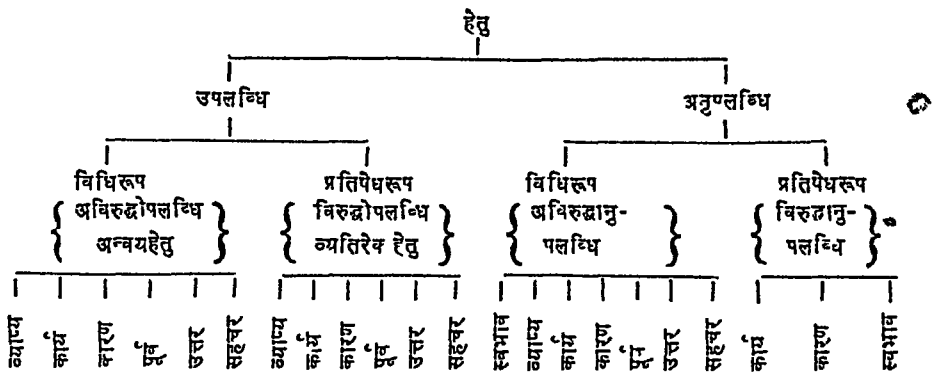 हेतु
उपलब्धि
अनुपलब्धि
विधिरूप
प्रतिषेधरूप
विधिरूप
प्रतिषेधरूप
{ अविरुद्धोपलब्धि
अन्वयहेतु }
{ विरुद्धोपलब्धि
व्यतिरेक हेतु }
{ अविरुद्धानु-
पलब्धि }
{ विरुद्धानु-
पलब्धि }
व्याप्य
कार्य
कारण
पूर्व
उत्तर
सहचर
व्याप्य
कार्य
कारण
पूर्व
उत्तर
सहचर
स्वभाव
व्याप्य
कार्य
कारण
पूर्व
उत्तर
सहचर
कार्य
कारण
स्वभाव